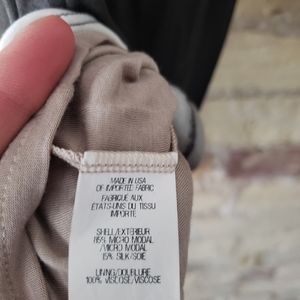 MADE IN USA
OF IMPORTED FABRIC
FABRIQUÉ AUX
ÉTATS-UNIS DU TISSU
IMPORTE
SHELL/EXTERIEUR
85% MICRO MODAL
/MICRO MODAL
15% SILK/SOIE
LINING/DOUBLURE
100% VISCOSE/VISCOSE